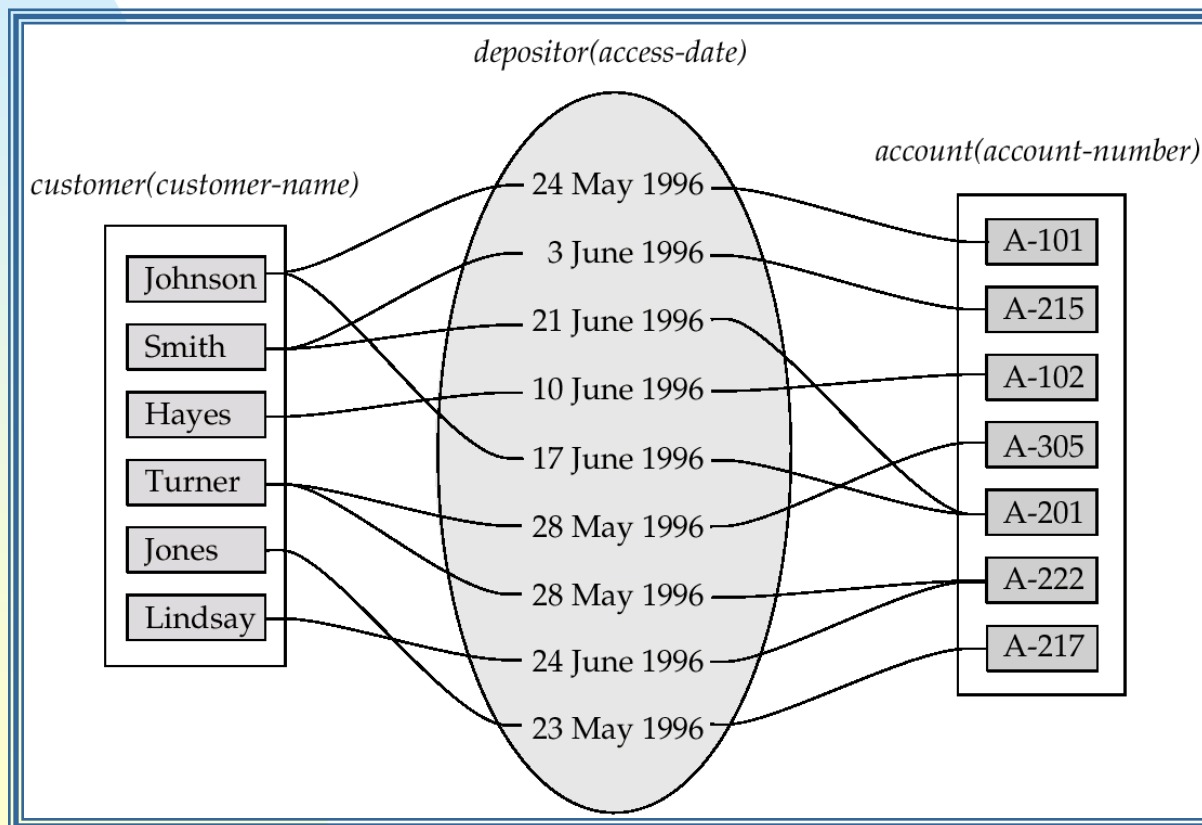 depositor(access-date)
customer(customer-name)
account(account-number)
Johnson
Smith
Hayes
Turner
Jones
Lindsay
24 May 1996
3 June 1996
21 June 1996
10 June 1996
17 June 1996
28 May 1996
28 May 1996
24 June 1996
23 May 1996
A-101
A-215
A-102
A-305
A-201
A-222
A-217